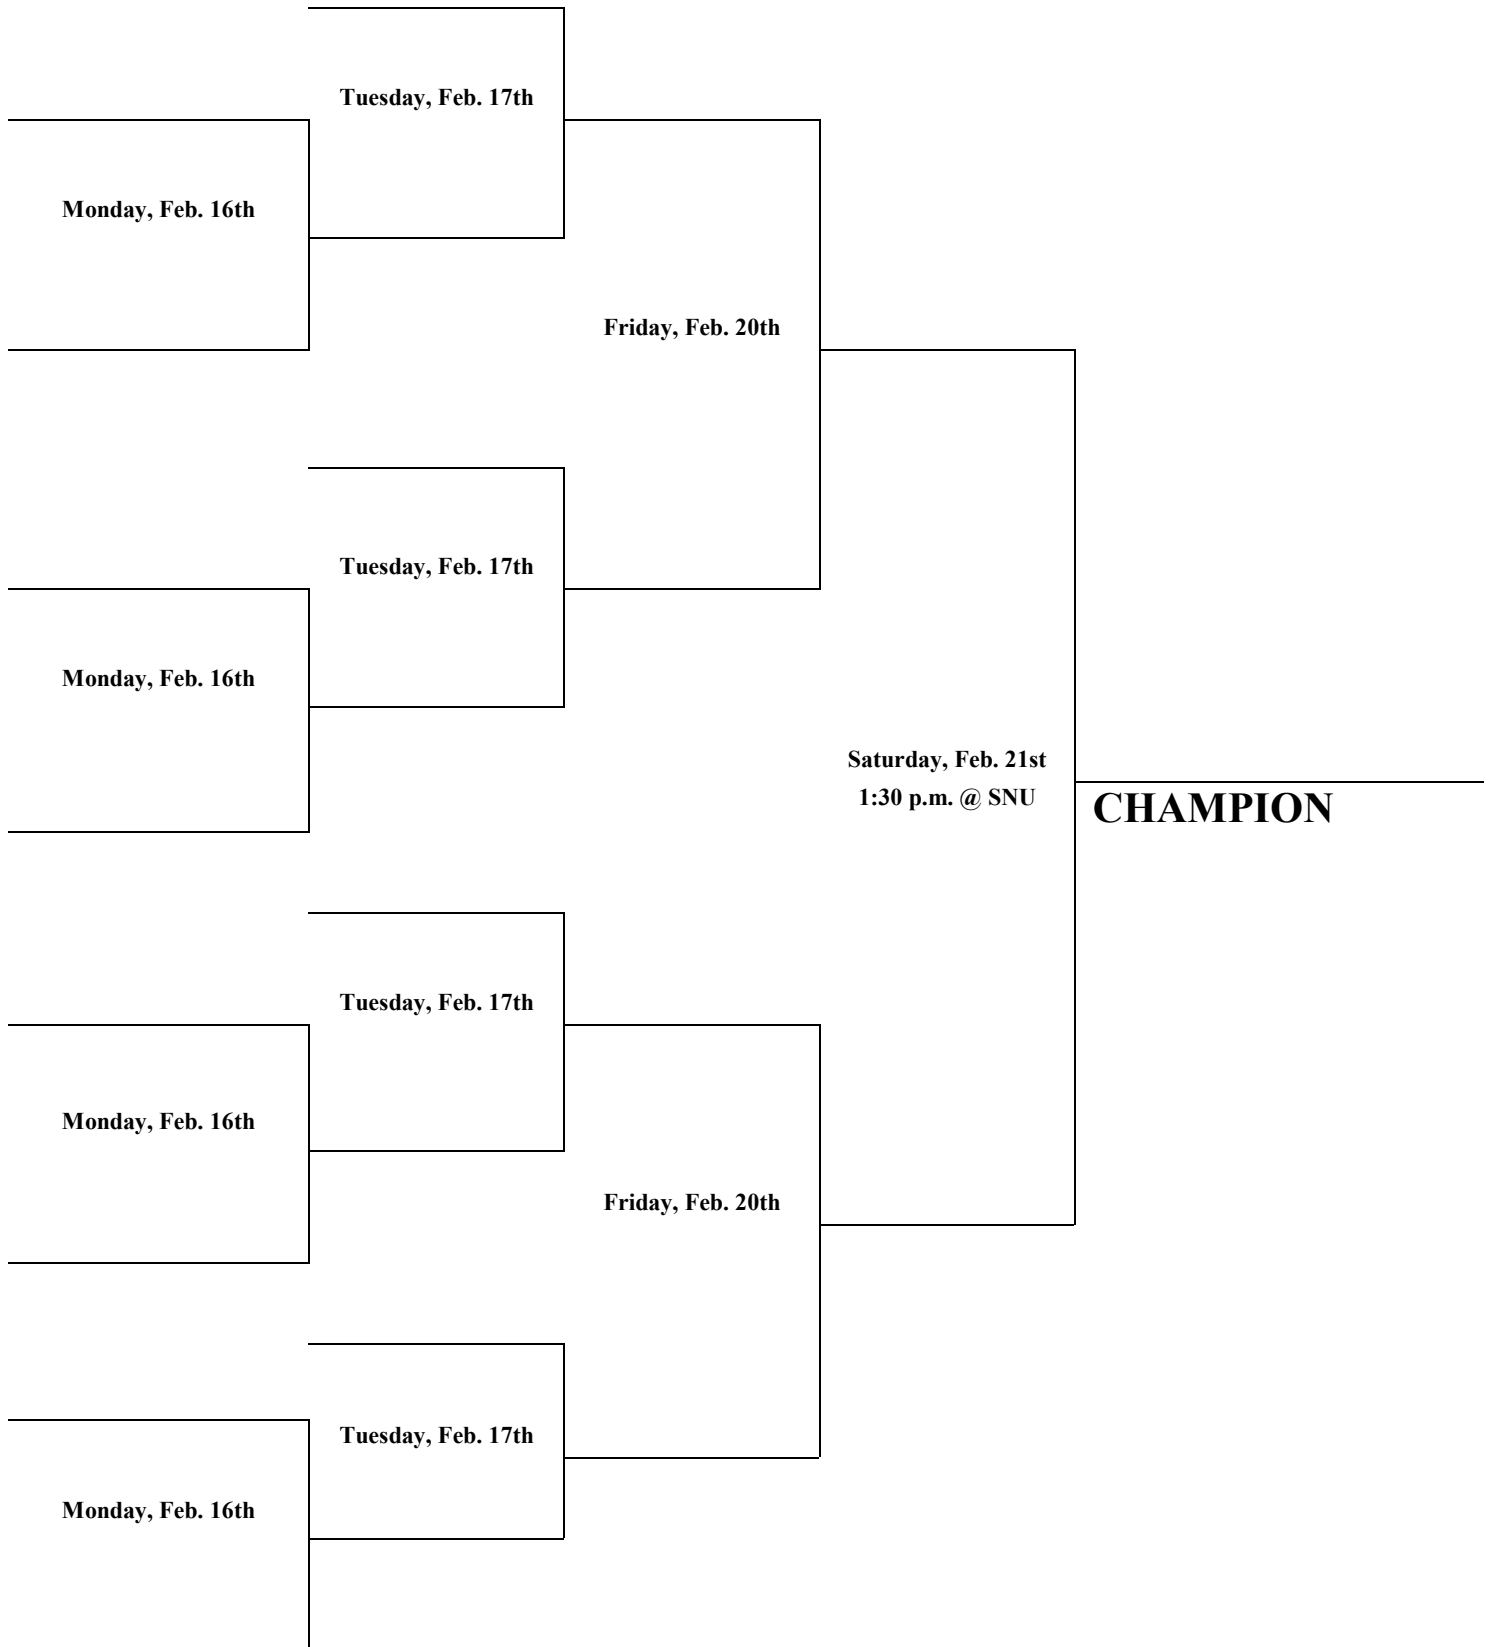 Tuesday, Feb. 17th
Monday, Feb. 16th
Friday, Feb. 20th
Tuesday, Feb. 17th
Monday, Feb. 16th
Saturday, Feb. 21st
1:30 p.m. @ SNU
CHAMPION
Tuesday, Feb. 17th
Monday, Feb. 16th
Friday, Feb. 20th
Tuesday, Feb. 17th
Monday, Feb. 16th